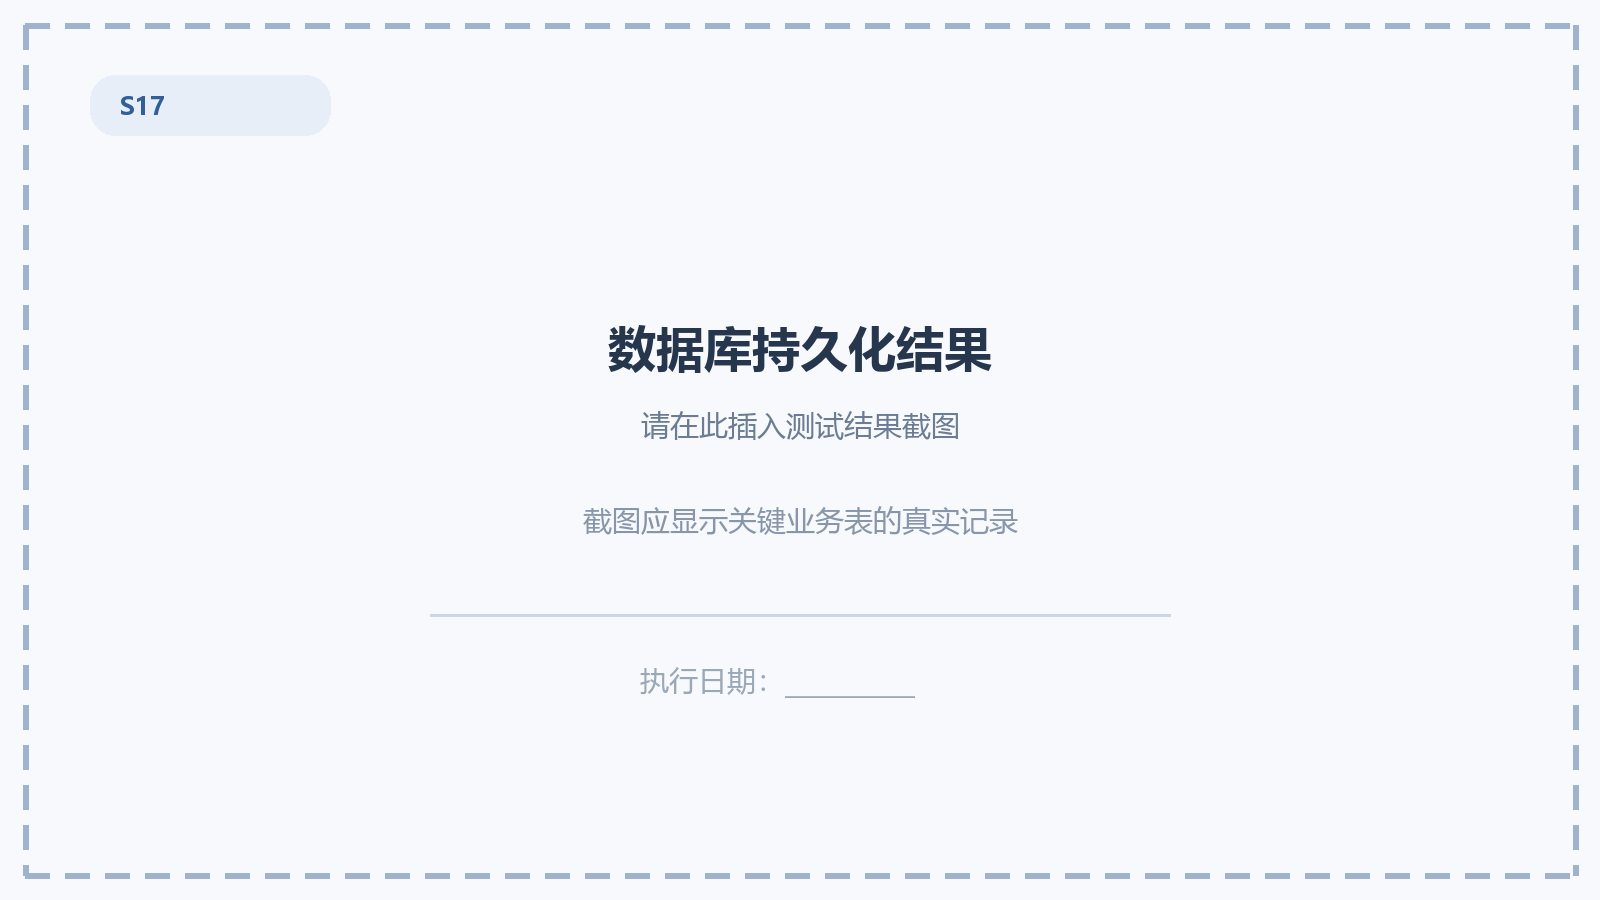 S17
数据库持久化结果
请在此插入测试结果截图
截图应显示关键业务表的真实记录
执行日期：_________